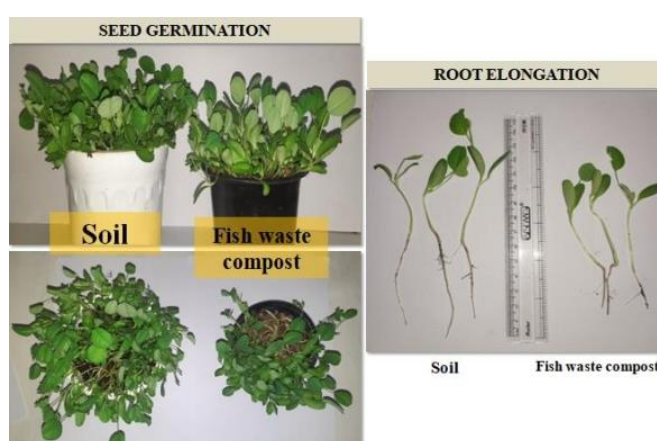 SEED GERMINATION
Soil
Fish waste
compost
ROOT ELONGATION
Soil
Fish waste compost